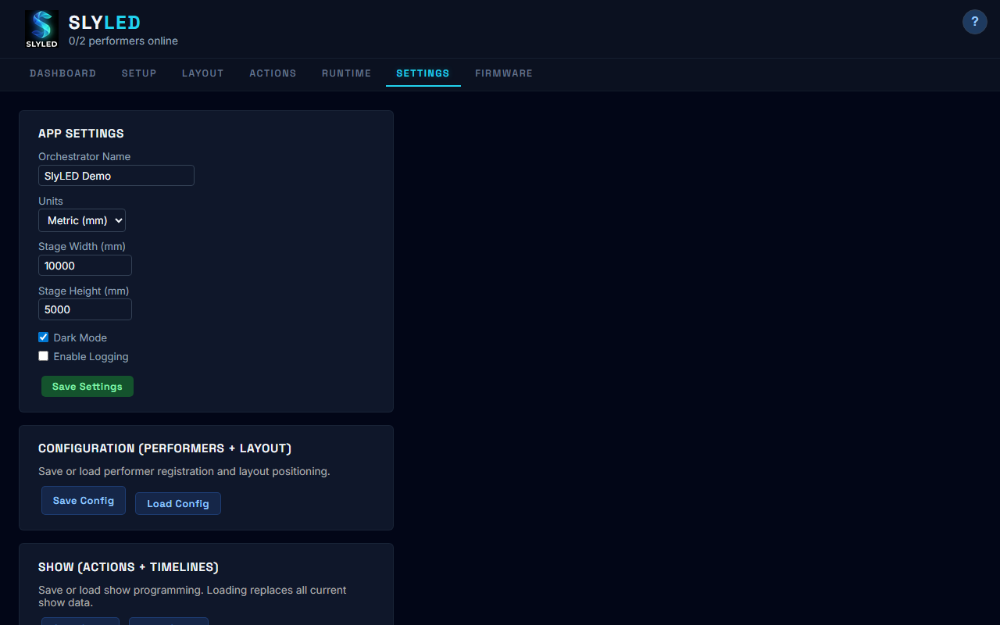 SLYLED
SLYLED
0/2 performers online
?
DASHBOARD SETUP LAYOUT ACTIONS RUNTIME SETTINGS FIRMWARE
APP SETTINGS
Orchestrator Name
SlyLED Demo
Units
Metric (mm)
Stage Width (mm)
10000
Stage Height (mm)
5000
Dark Mode
Enable Logging
Save Settings
CONFIGURATION (PERFORMERS + LAYOUT)
Save or load performer registration and layout positioning.
Save Config Load Config
SHOW (ACTIONS + TIMELINES)
Save or load show programming. Loading replaces all current
show data.